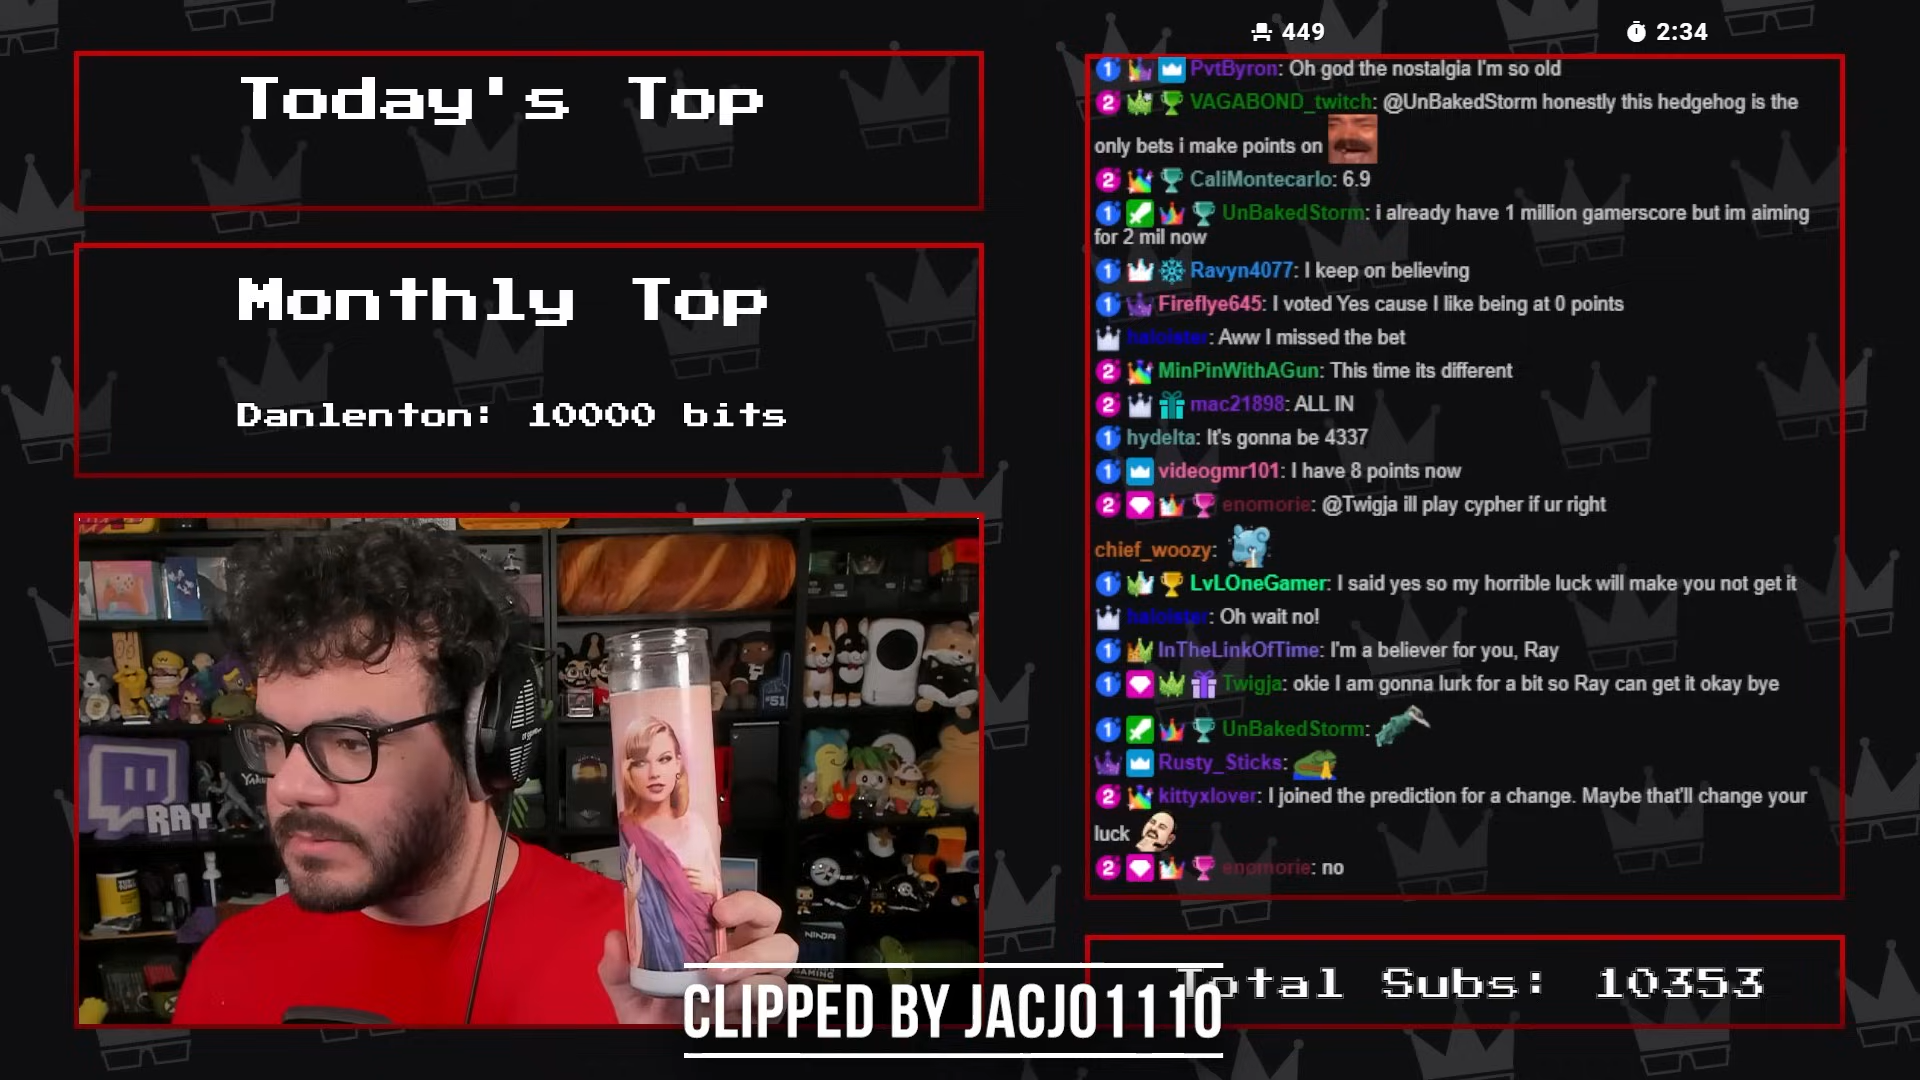 449
2:34
Today's Top
Monthly Top
Danlenton: 10000 bits
PvtByron: Oh god the nostalgia I'm so old
VAGABOND_twitch: @UnBakedStorm honestly this hedgehog is the
only bets i make points on
CaliMontecarlo: 6.9
UnBakedStorm: i already have 1 million gamerscore but im aiming
for 2 mil now
Ravyn4077: I keep on believing
Fireflye645: I voted Yes cause I like being at 0 points
: Aww I missed the bet
MinPinWithAGun: This time its different
mac21898: ALL IN
hydelta: It's gonna be 4337
videogmr101: I have 8 points now
enomorie: @Twigja ill play cypher if ur right
chief_woozy:
LvLOneGamer: I said yes so my horrible luck will make you not get it
: Oh wait no!
InTheLinkOfTime: I'm a believer for you, Ray
Twigja: okie I am gonna lurk for a bit so Ray can get it okay bye
UnBakedStorm:
Rusty_Sticks:
kittyxlover: I joined the prediction for a change. Maybe that'll change your
luck
enomorie: no
RAY
#51
NINJA
GAMING
Total Subs: 10353
CLIPPED BY JACJ01110